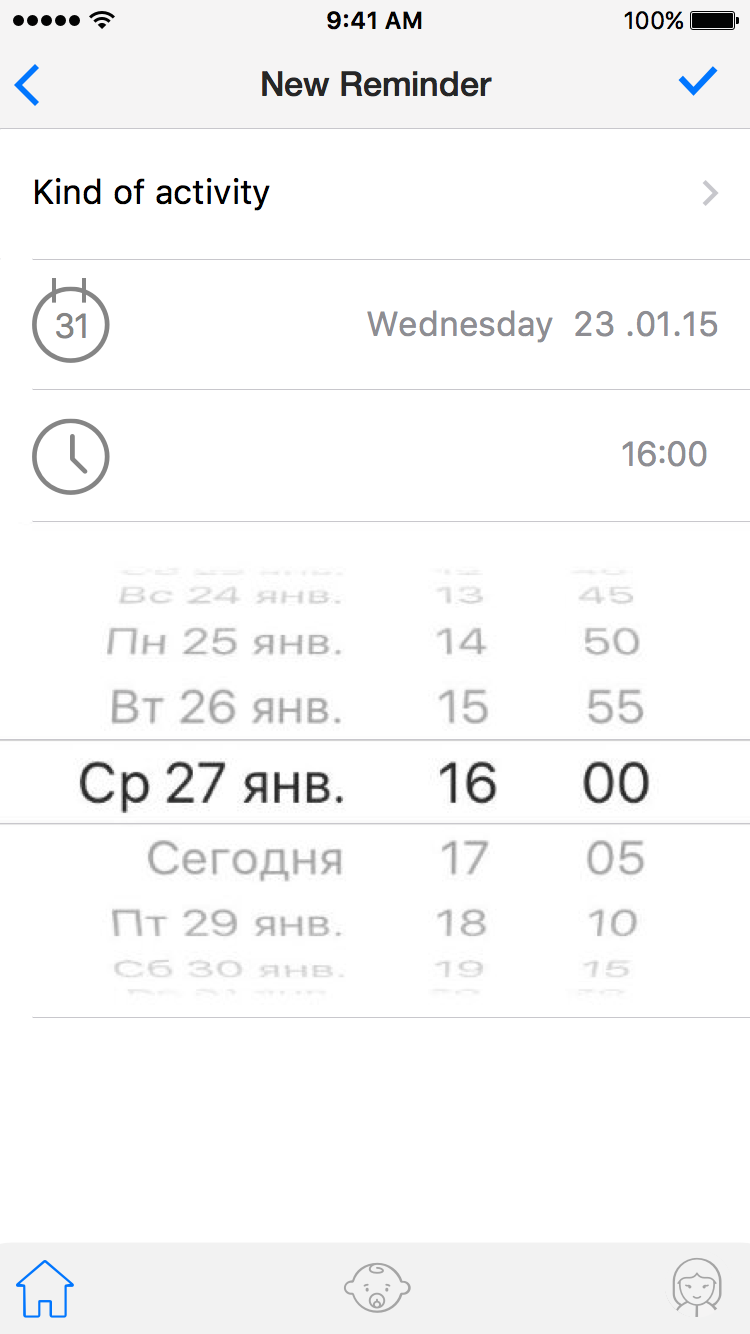 9:41 AM 100%
New Reminder
Kind of activity
31 Wednesday 23 .01.15
16:00
Вс 24 янв. 13 45
Пн 25 янв. 14 50
Вт 26 янв. 15 55
Ср 27 янв. 16 00
Сегодня 17 05
Пт 29 янв. 18 10
Сб 30 янв. 19 15